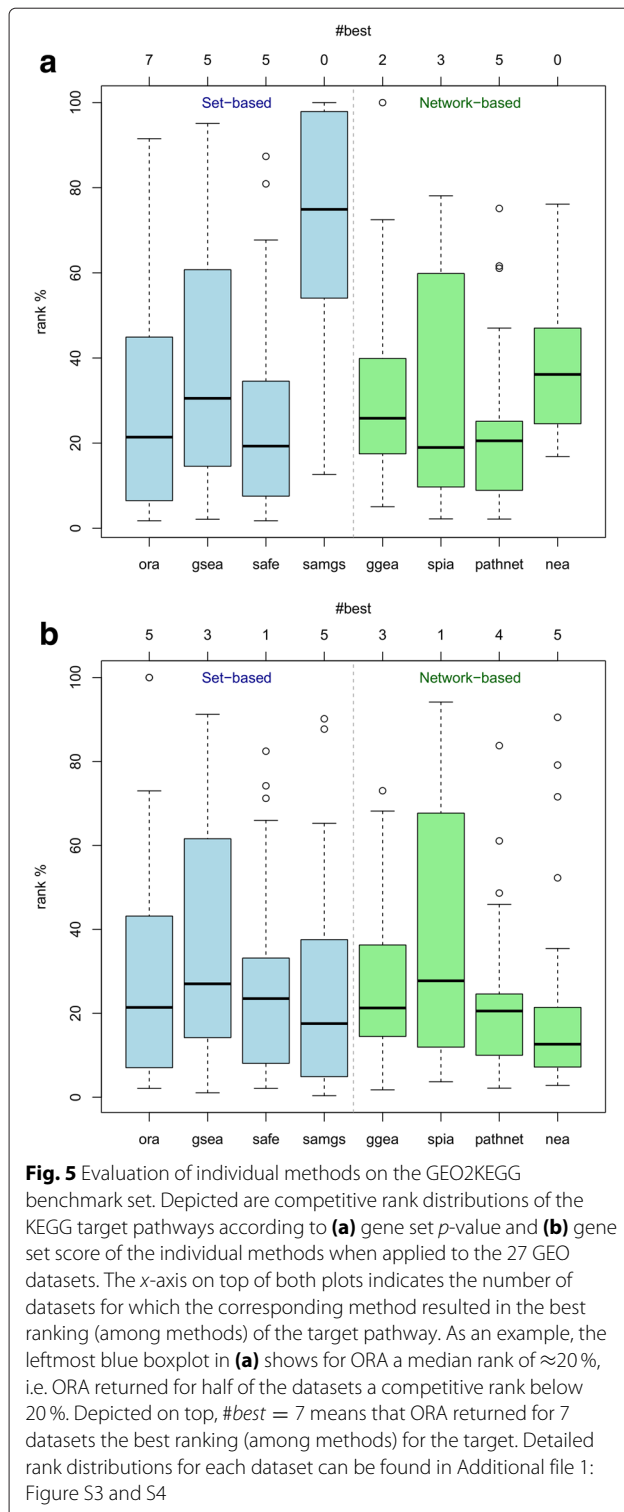 #best
a
7 5 5 0 2 3 5 0
Set-based Network-based
100
80
60
40
20
0
rank %
ora gsea safe samgs ggea spia pathnet nea
#best
b
5 3 1 5 3 1 4 5
Set-based Network-based
100
80
60
40
20
0
rank %
ora gsea safe samgs ggea spia pathnet nea
Fig. 5 Evaluation of individual methods on the GEO2KEGG
benchmark set. Depicted are competitive rank distributions of the
KEGG target pathways according to (a) gene set p-value and (b) gene
set score of the individual methods when applied to the 27 GEO
datasets. The x-axis on top of both plots indicates the number of
datasets for which the corresponding method resulted in the best
ranking (among methods) of the target pathway. As an example, the
leftmost blue boxplot in (a) shows for ORA a median rank of ≈20 %,
i.e. ORA returned for half of the datasets a competitive rank below
20 %. Depicted on top, #best = 7 means that ORA returned for 7
datasets the best ranking (among methods) for the target. Detailed
rank distributions for each dataset can be found in Additional file 1:
Figure S3 and S4